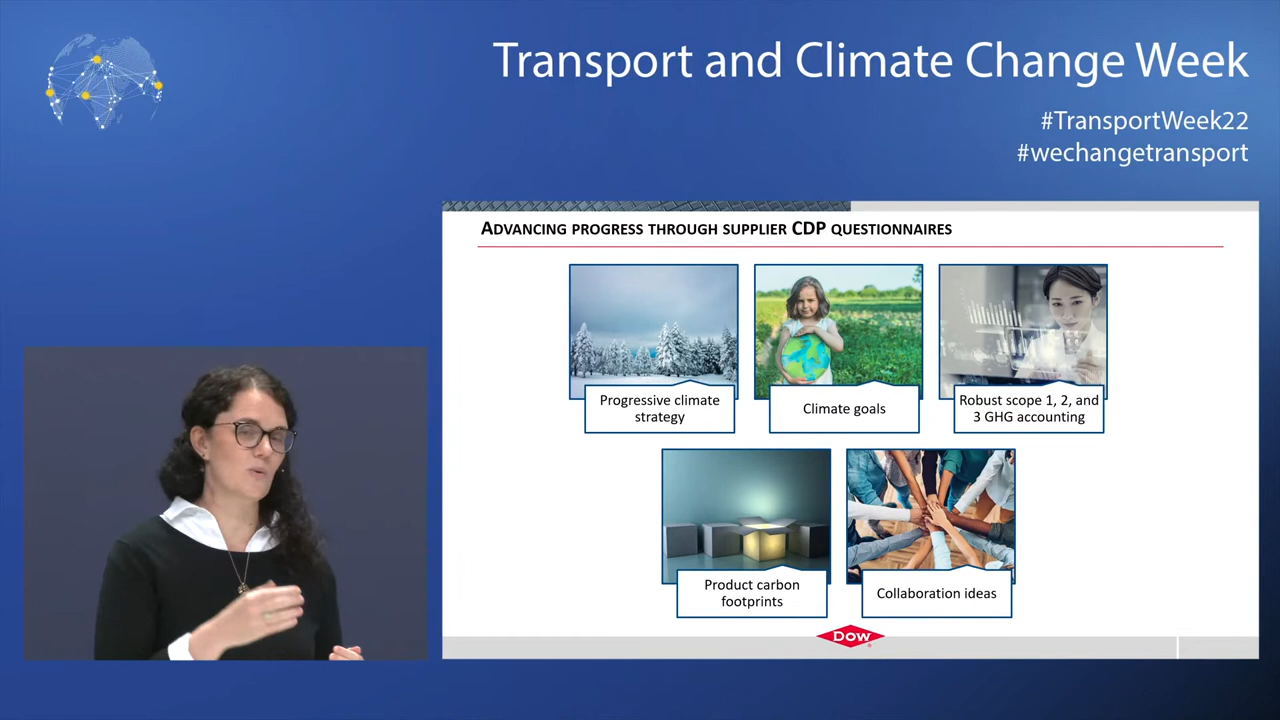 Transport and Climate Change Week
#TransportWeek22
#wechangetransport
ADVANCING PROGRESS THROUGH SUPPLIER CDP QUESTIONNAIRES
Progressive climate
strategy
Climate goals
Robust scope 1, 2, and
3 GHG accounting
Product carbon
footprints
Collaboration ideas
Dow